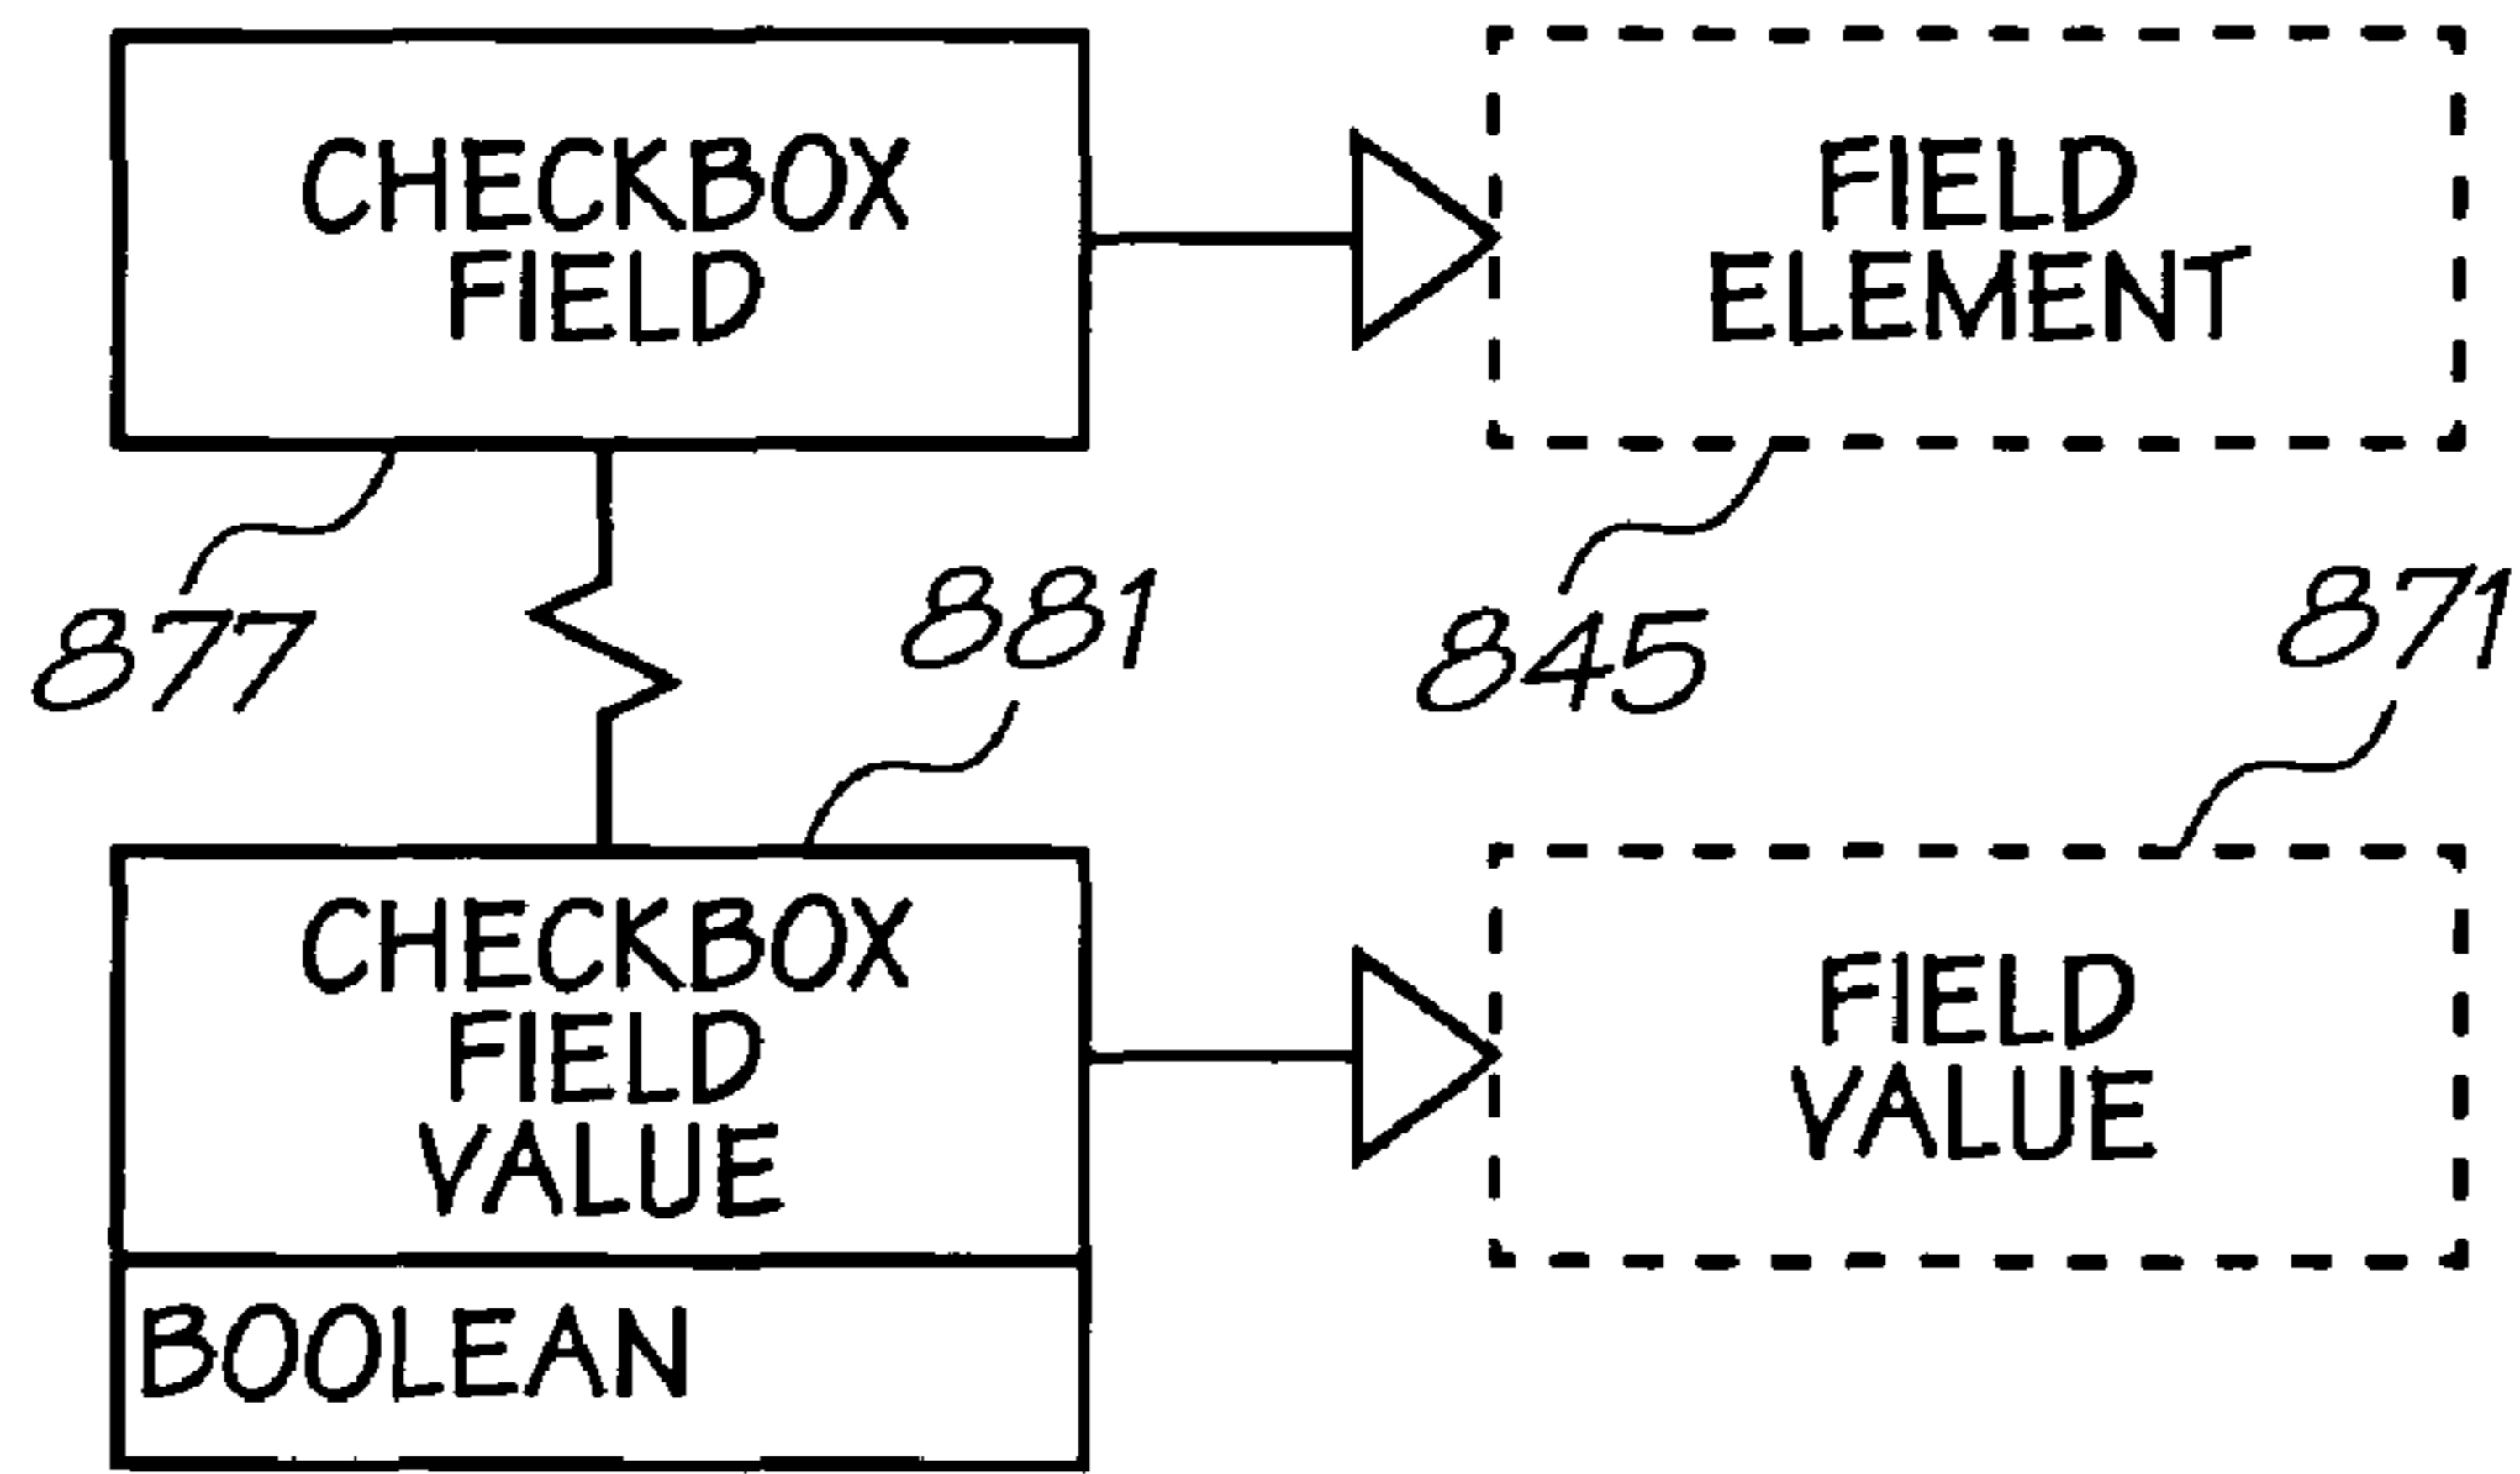 CHECKBOX
FIELD
FIELD
ELEMENT
877
881
845
871
CHECKBOX
FIELD
VALUE
BOOLEAN
FIELD
VALUE